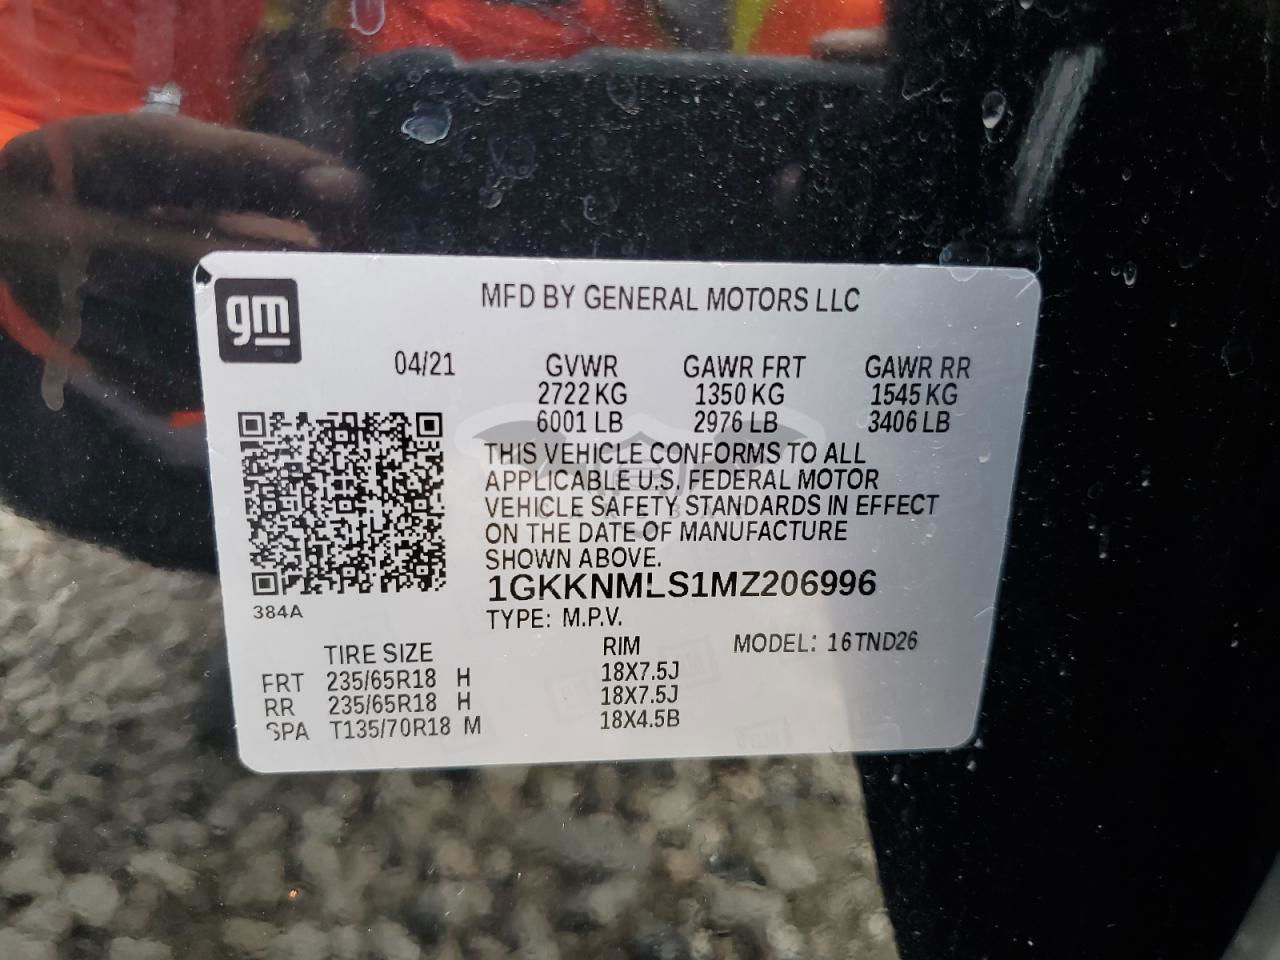 gm
MFD BY GENERAL MOTORS LLC
04/21 GVWR GAWR FRT GAWR RR
2722 KG 1350 KG 1545 KG
6001 LB 2976 LB 3406 LB
THIS VEHICLE CONFORMS TO ALL
APPLICABLE U.S. FEDERAL MOTOR
VEHICLE SAFETY STANDARDS IN EFFECT
ON THE DATE OF MANUFACTURE
SHOWN ABOVE.
1GKKNMLS1MZ206996
384A
TYPE: M.P.V.
TIRE SIZE RIM MODEL: 16TND26
FRT 235/65R18 H 18X7.5J
RR 235/65R18 H 18X7.5J
SPA T135/70R18 M 18X4.5B